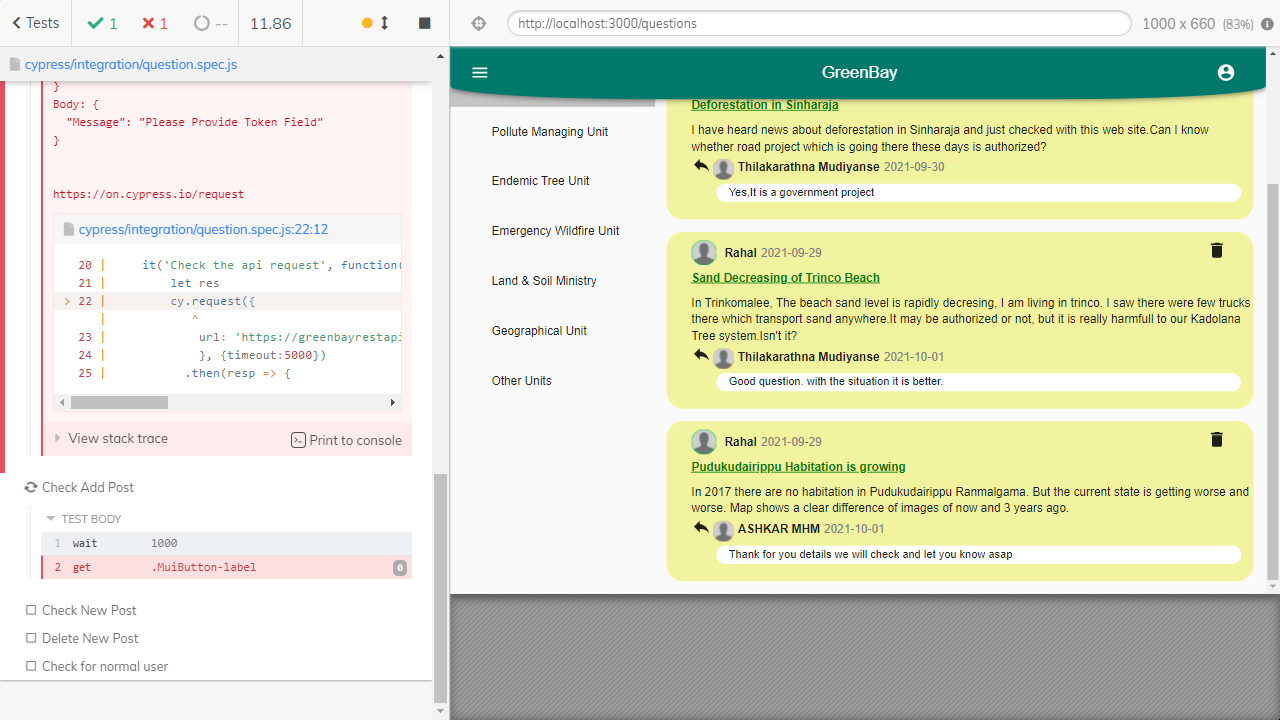 Tests
1
1
--
11.86
http://localhost:3000/questions
1000 x 660 (83%)
cypress/integration/question.spec.js
}
Body: {
"Message": "Please Provide Token Field"
}
https://on.cypress.io/request
cypress/integration/question.spec.js:22:12
20 | it('Check the api request', function(
21 | let res
> 22 | cy.request({
| ^
23 | url: 'https://greenbayrestapi
24 | }, {timeout:5000})
25 | .then(resp => {
View stack trace
Print to console
Check Add Post
TEST BODY
1 wait 1000
2 get .MuiButton-label 0
Check New Post
Delete New Post
Check for normal user
GreenBay
Pollute Managing Unit
Endemic Tree Unit
Emergency Wildfire Unit
Land & Soil Ministry
Geographical Unit
Other Units
Deforestation in Sinharaja
I have heard news about deforestation in Sinharaja and just checked with this web site.Can I know
whether road project which is going there these days is authorized?
Thilakarathna Mudiyanse 2021-09-30
Yes,It is a government project
Rahal 2021-09-29
Sand Decreasing of Trinco Beach
In Trinkomalee, The beach sand level is rapidly decresing, I am living in trinco. I saw there were few trucks
there which transport sand anywhere.It may be authorized or not, but it is really harmfull to our Kadolana
Tree system.Isn't it?
Thilakarathna Mudiyanse 2021-10-01
Good question. with the situation it is better.
Rahal 2021-09-29
Pudukudairippu Habitation is growing
In 2017 there are no habitation in Pudukudairippu Ranmalgama. But the current state is getting worse and
worse. Map shows a clear difference of images of now and 3 years ago.
ASHKAR MHM 2021-10-01
Thank for you details we will check and let you know asap